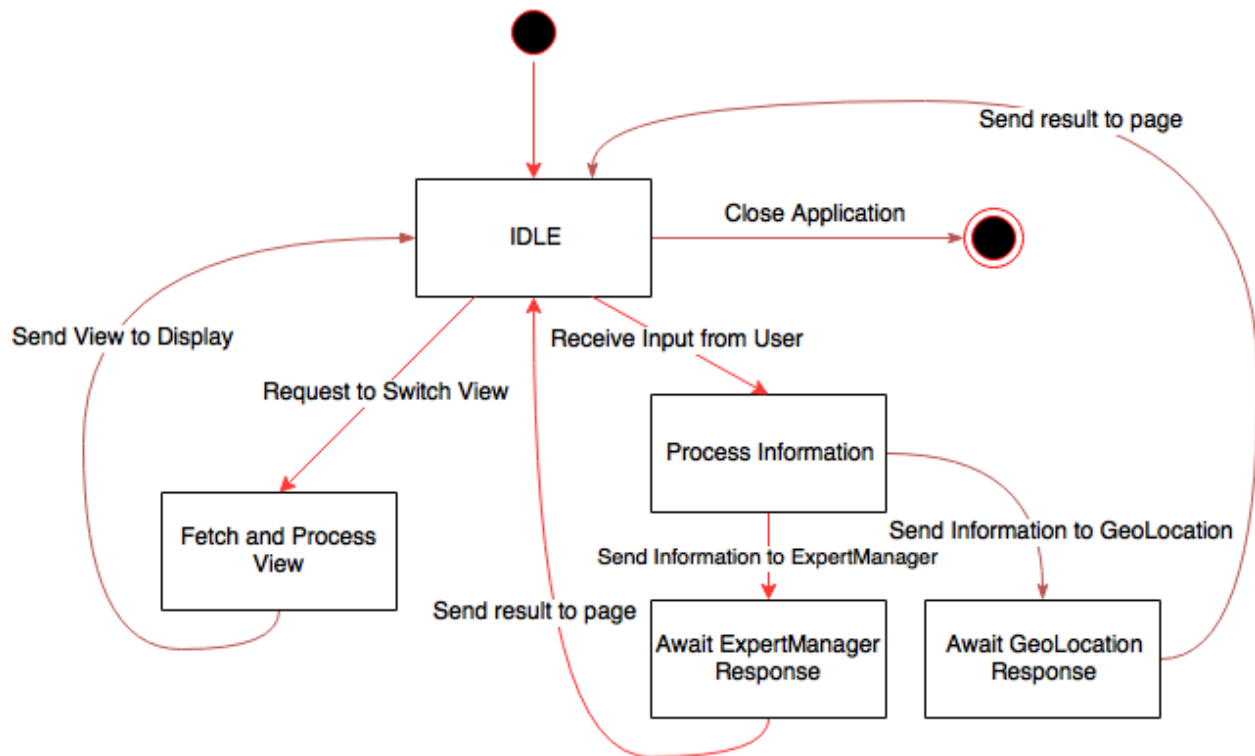 Send result to page
Close Application
IDLE
Send View to Display
Receive Input from User
Request to Switch View
Process Information
Fetch and Process
View
Send Information to GeoLocation
Send Information to ExpertManager
Send result to page
Await ExpertManager
Response
Await GeoLocation
Response